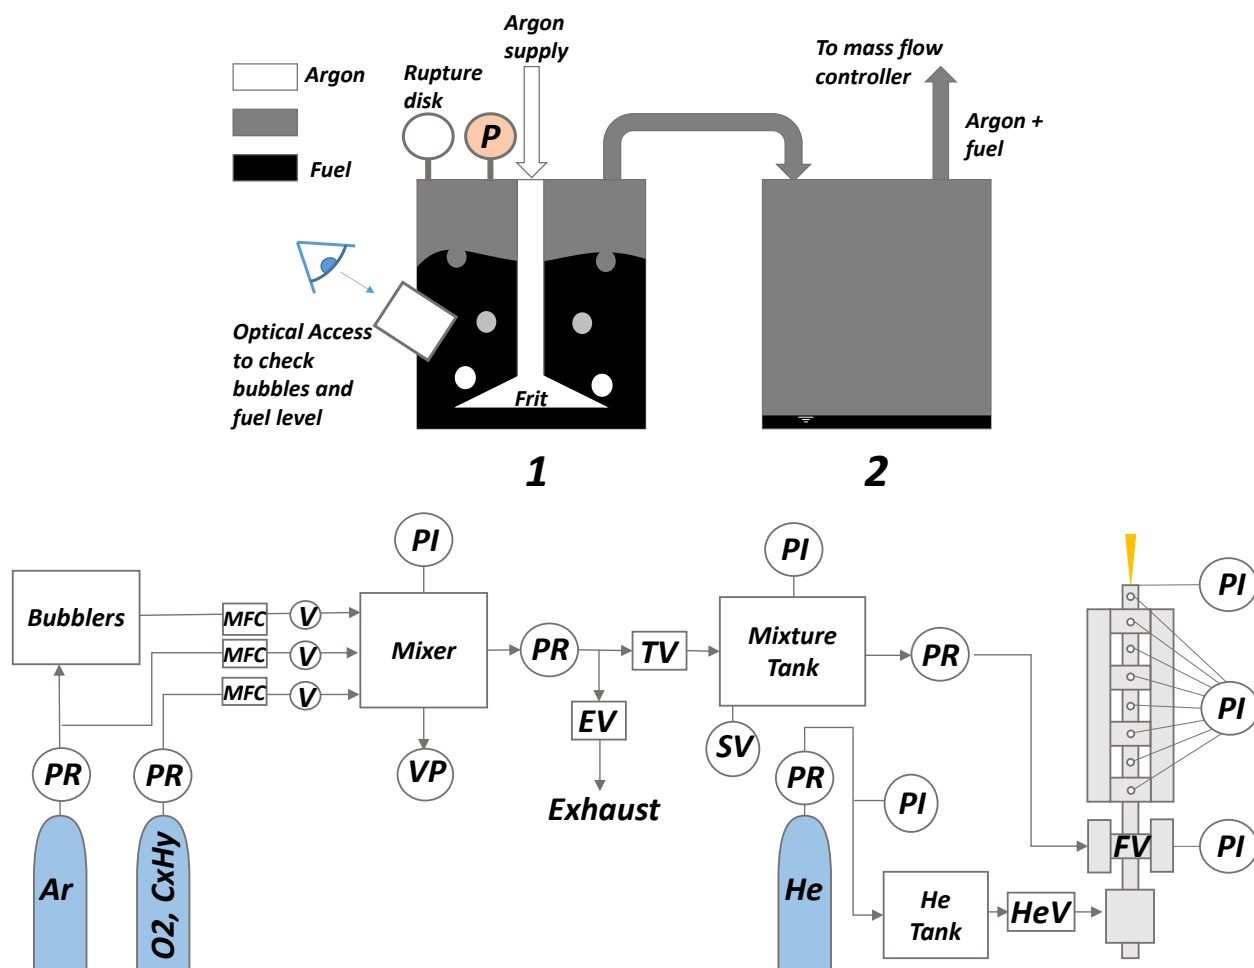 Argon
supply
To mass flow
controller
Argon
Rupture
disk
P
Argon +
fuel
Fuel
Optical Access
to check
bubbles and
fuel level
Frit
1
2
PI
PI
PI
Bubblers
MFC
V
Mixer
Mixture
Tank
MFC
V
PR
TV
PR
MFC
V
PI
EV
SV
PR
PR
VP
PR
Exhaust
PI
FV
PI
Ar
O2, CxHy
He
He
Tank
HeV